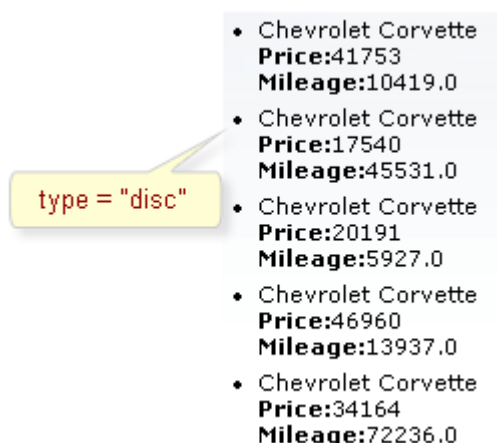 • Chevrolet Corvette
Price:41753
Mileage:10419.0
• Chevrolet Corvette
Price:17540
Mileage:45531.0
type = "disc"
• Chevrolet Corvette
Price:20191
Mileage:5927.0
• Chevrolet Corvette
Price:46960
Mileage:13937.0
• Chevrolet Corvette
Price:34164
Mileage:72236.0